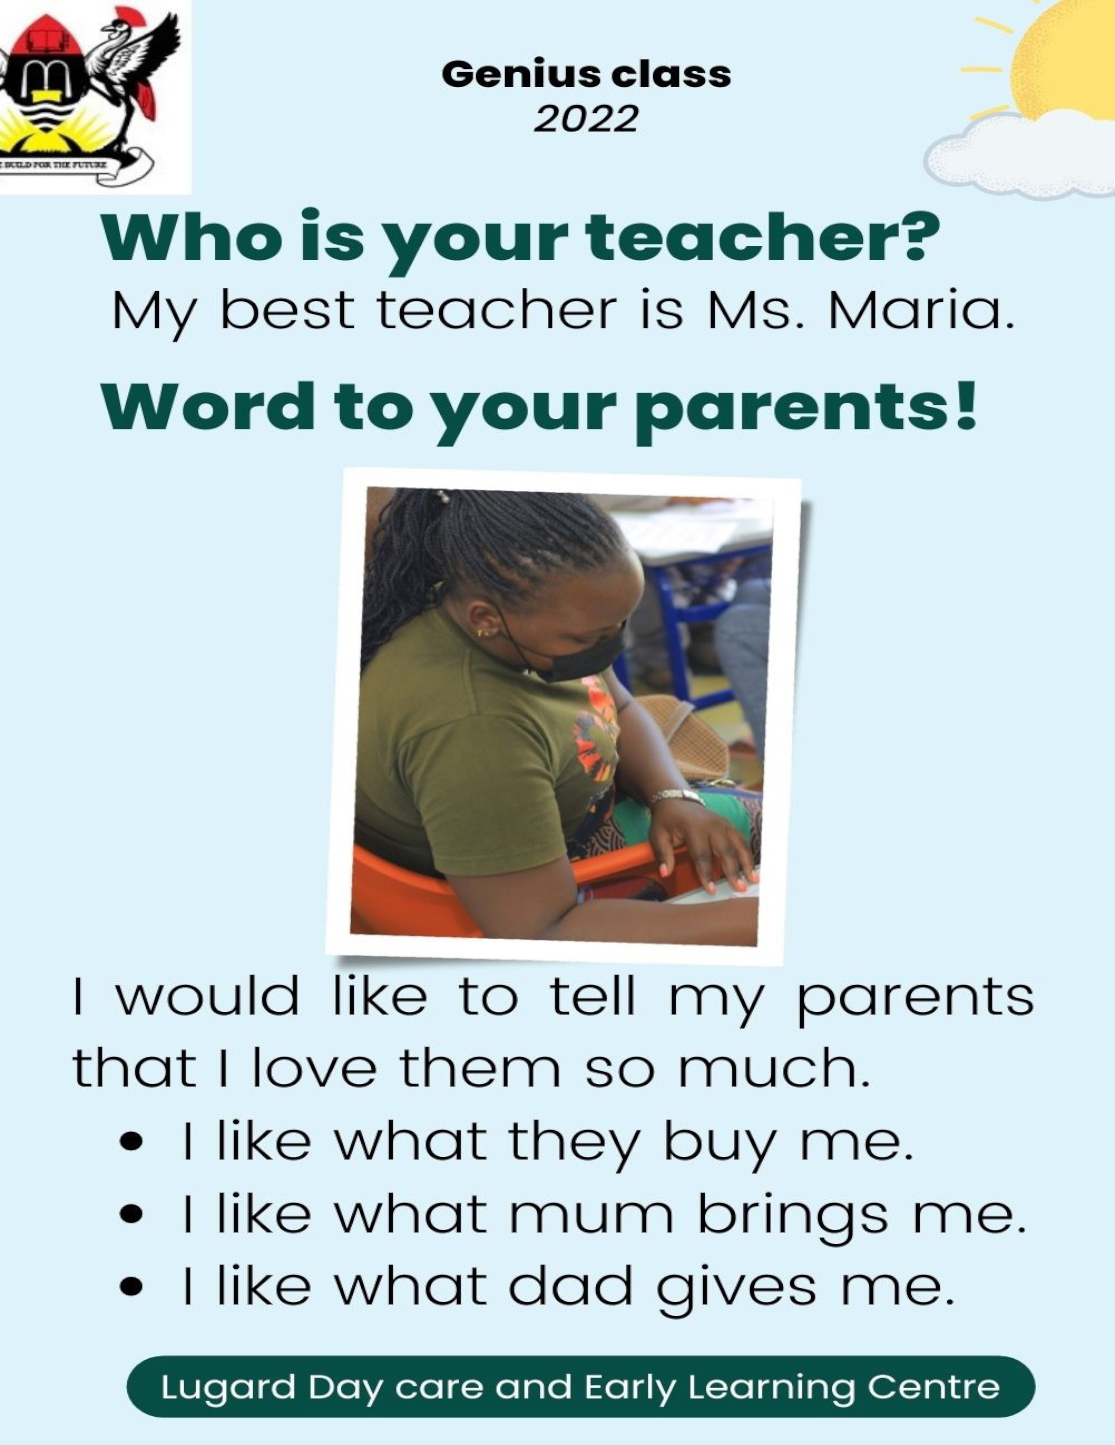 BUILD FOR THE FUTURE
Genius class
2022
Who is your teacher?
My best teacher is Ms. Maria.
Word to your parents!
I would like to tell my parents
that I love them so much.
• I like what they buy me.
• I like what mum brings me.
• I like what dad gives me.
Lugard Day care and Early Learning Centre